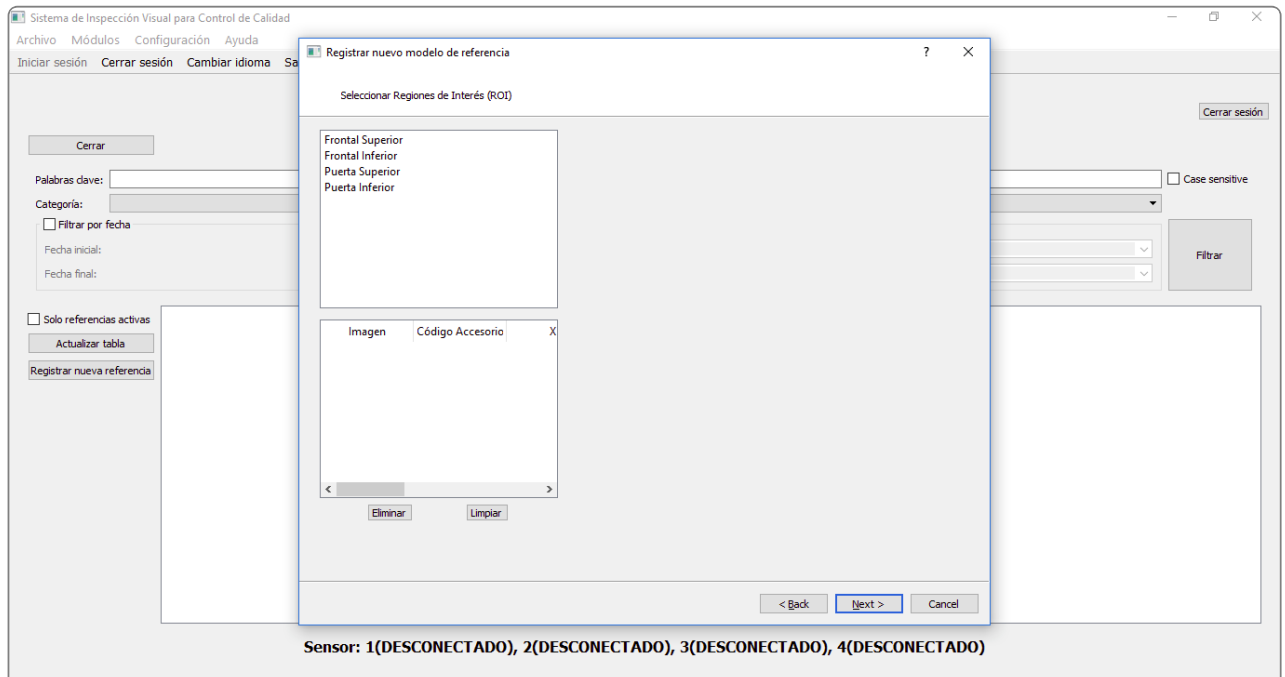 Sistema de Inspección Visual para Control de Calidad
Archivo Módulos Configuración Ayuda
Iniciar sesión Cerrar sesión Cambiar idioma Sa
Registrar nuevo modelo de referencia ?
Seleccionar Regiones de Interés (ROI)
Cerrar sesión
Cerrar
Frontal Superior
Frontal Inferior
Puerta Superior
Puerta Inferior
Palabras clave:
Case sensitive
Categoría:
Filtrar por fecha
Fecha inicial:
Fecha final:
Filtrar
Solo referencias activas
Actualizar tabla
Registrar nueva referencia
Imagen Código Accesorio X
Eliminar Limpiar
< Back Next > Cancel
Sensor: 1(DESCONECTADO), 2(DESCONECTADO), 3(DESCONECTADO), 4(DESCONECTADO)